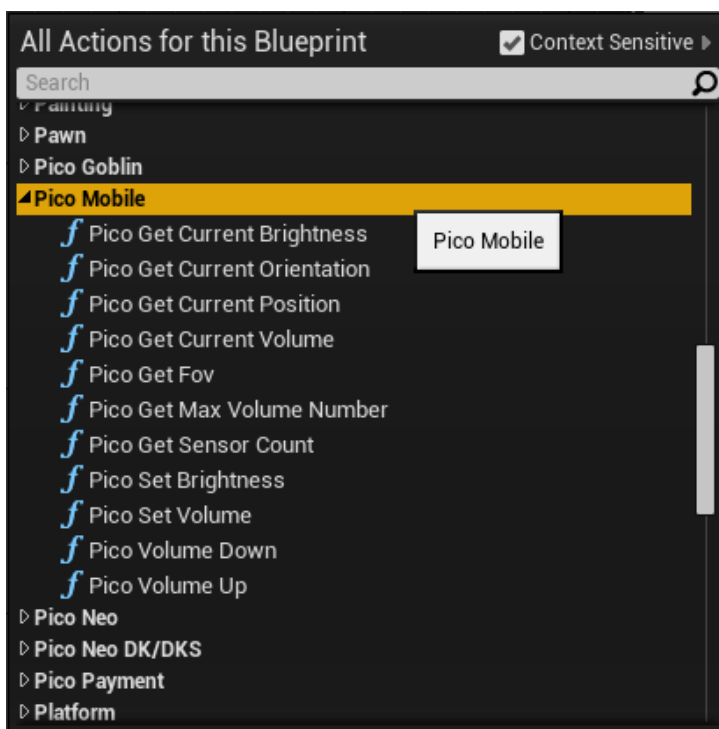 All Actions for this Blueprint Context Sensitive
Search
Painting
Pawn
Pico Goblin
Pico Mobile
Pico Get Current Brightness
Pico Mobile
Pico Get Current Orientation
Pico Get Current Position
Pico Get Current Volume
Pico Get Fov
Pico Get Max Volume Number
Pico Get Sensor Count
Pico Set Brightness
Pico Set Volume
Pico Volume Down
Pico Volume Up
Pico Neo
Pico Neo DK/DKS
Pico Payment
Platform